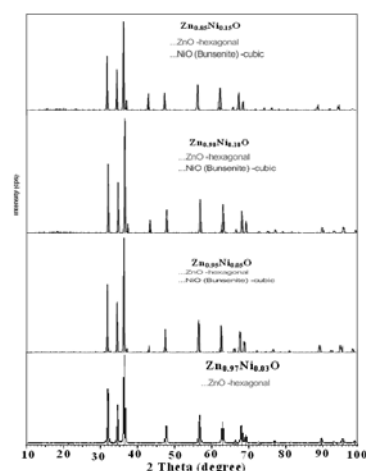 Zn0.85Ni0.15O
...ZnO -hexagonal
...NiO (Bunsenite) -cubic
Zn0.90Ni0.10O
...ZnO -hexagonal
...NiO (Bunsenite) -cubic
Intensity (cps)
Zn0.95Ni0.05O
...ZnO -hexagonal
...NiO (Bunsenite) -cubic
Zn0.97Ni0.03O
...ZnO -hexagonal
10 20 30 40 50 60 70 80 90 100
2 Theta (degree)